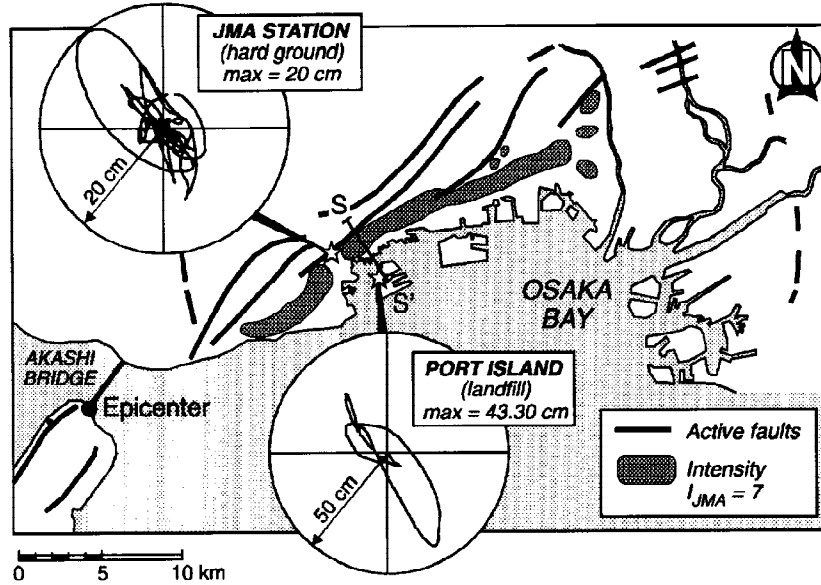 JMA STATION
(hard ground)
max = 20 cm
N
20 cm
S
S'
OSAKA
BAY
AKASHI
BRIDGE
Epicenter
PORT ISLAND
(landfill)
max = 43.30 cm
50 cm
Active faults
Intensity
I_JMA = 7
0 5 10 km